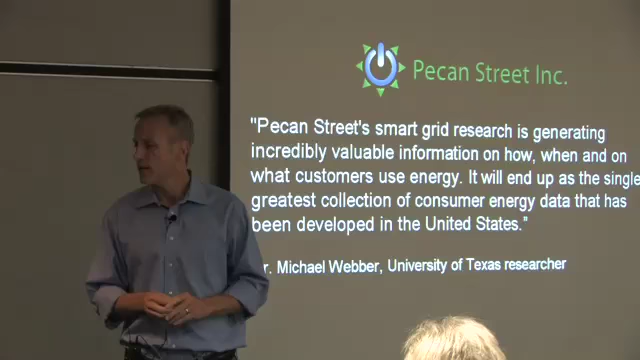 Pecan Street Inc.
"Pecan Street's smart grid research is generating
incredibly valuable information on how, when and on
what customers use energy. It will end up as the single
greatest collection of consumer energy data that has
been developed in the United States."
r. Michael Webber, University of Texas researcher